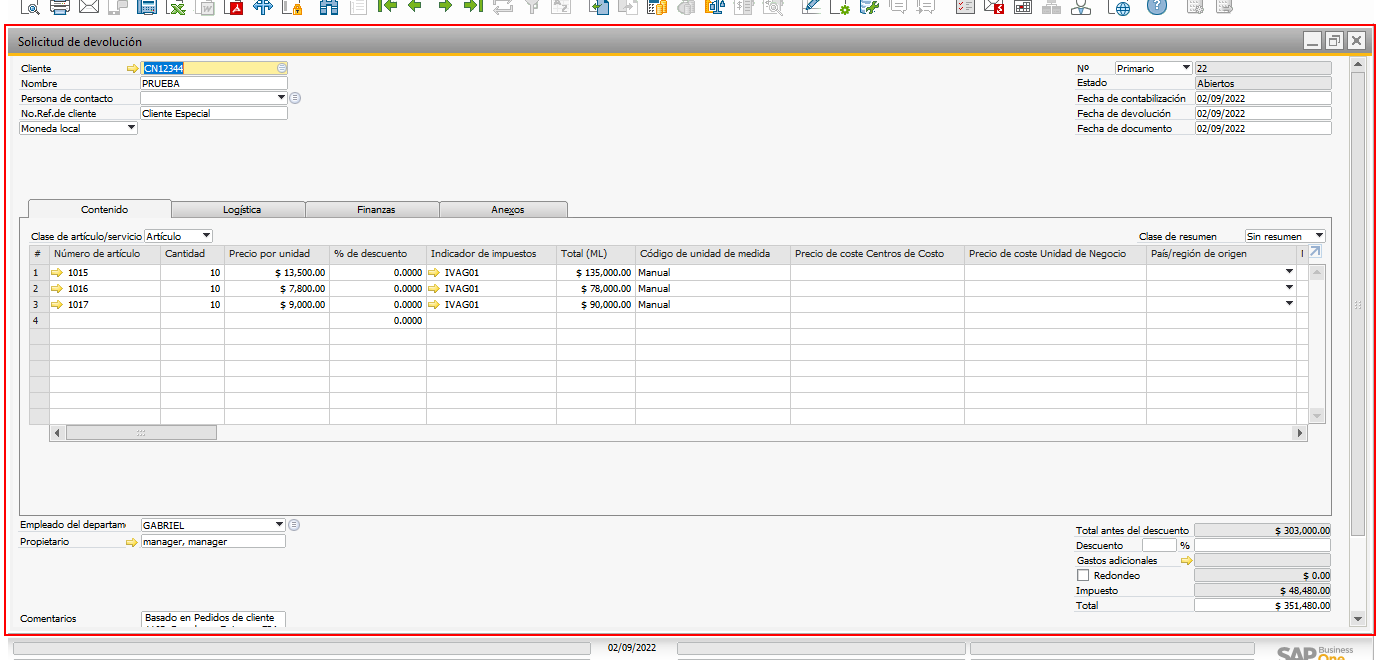 Solicitud de devolución
Cliente CN12344
Nombre PRUEBA
Persona de contacto
No.Ref.de cliente Cliente Especial
Moneda local
Nº Primario 22
Estado Abiertos
Fecha de contabilización 02/09/2022
Fecha de devolución 02/09/2022
Fecha de documento 02/09/2022
Contenido Logística Finanzas Anexos
Clase de artículo/servicio Artículo Clase de resumen Sin resumen
# Número de artículo Cantidad Precio por unidad % de descuento Indicador de impuestos Total (ML) Código de unidad de medida Precio de coste Centros de Costo Precio de coste Unidad de Negocio País/región de origen I
1 1015 10 $ 13,500.00 0.0000 IVAG01 $ 135,000.00 Manual
2 1016 10 $ 7,800.00 0.0000 IVAG01 $ 78,000.00 Manual
3 1017 10 $ 9,000.00 0.0000 IVAG01 $ 90,000.00 Manual
4 0.0000
Empleado del departam GABRIEL
Propietario manager, manager
Total antes del descuento $ 303,000.00
Descuento %
Gastos adicionales
Redondeo $ 0.00
Impuesto $ 48,480.00
Total $ 351,480.00
Comentarios Basado en Pedidos de cliente
02/09/2022
SAP Business One